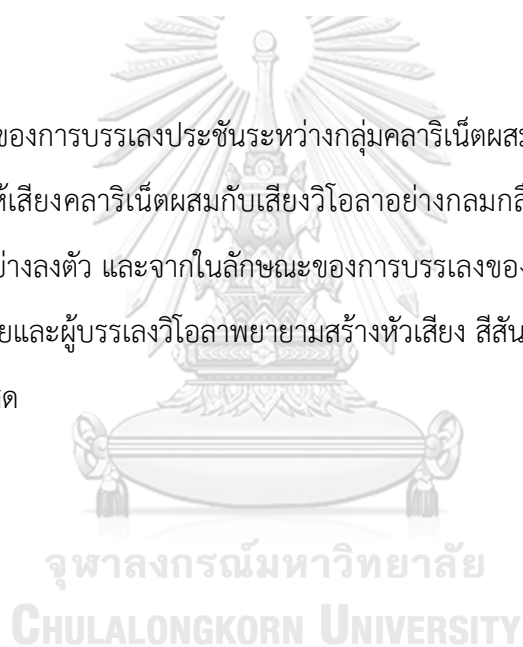 ของการบรรเลงประชันระหว่างกลุ่มคลาริเน็ตผสม
ห้เสียงคลาริเน็ตผสมกับเสียงวิโอลาอย่างกลมกลื
ย่างลงตัว และจากในลักษณะของการบรรเลงของ
ยและผู้บรรเลงวิโอลาพยายามสร้างหัวเสียง สีสัน
สุด
จุฬาลงกรณ์มหาวิทยาลัย
CHULALONGKORN UNIVERSITY